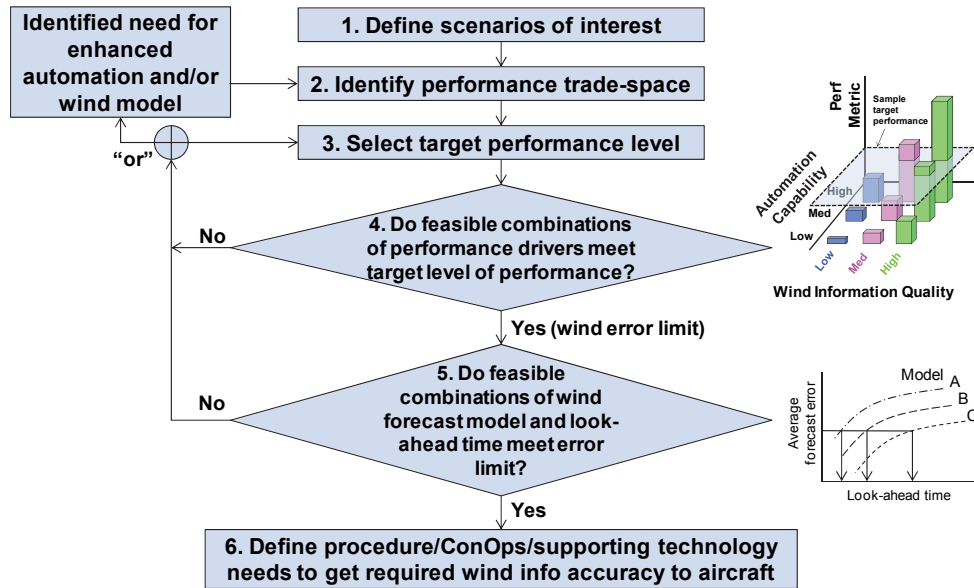 Identified need for
enhanced
automation and/or
wind model
1. Define scenarios of interest
2. Identify performance trade-space
3. Select target performance level
“or”
4. Do feasible combinations
of performance drivers meet
target level of performance?
No
Yes (wind error limit)
5. Do feasible
combinations of wind
forecast model and look-
ahead time meet error
limit?
No
Yes
6. Define procedure/ConOps/supporting technology
needs to get required wind info accuracy to aircraft
Perf
Metric
Sample
target
performance
Automation
Capability
High
Med
Low
Low
Med
High
Wind Information Quality
Average
forecast error
Model
A
B
C
Look-ahead time